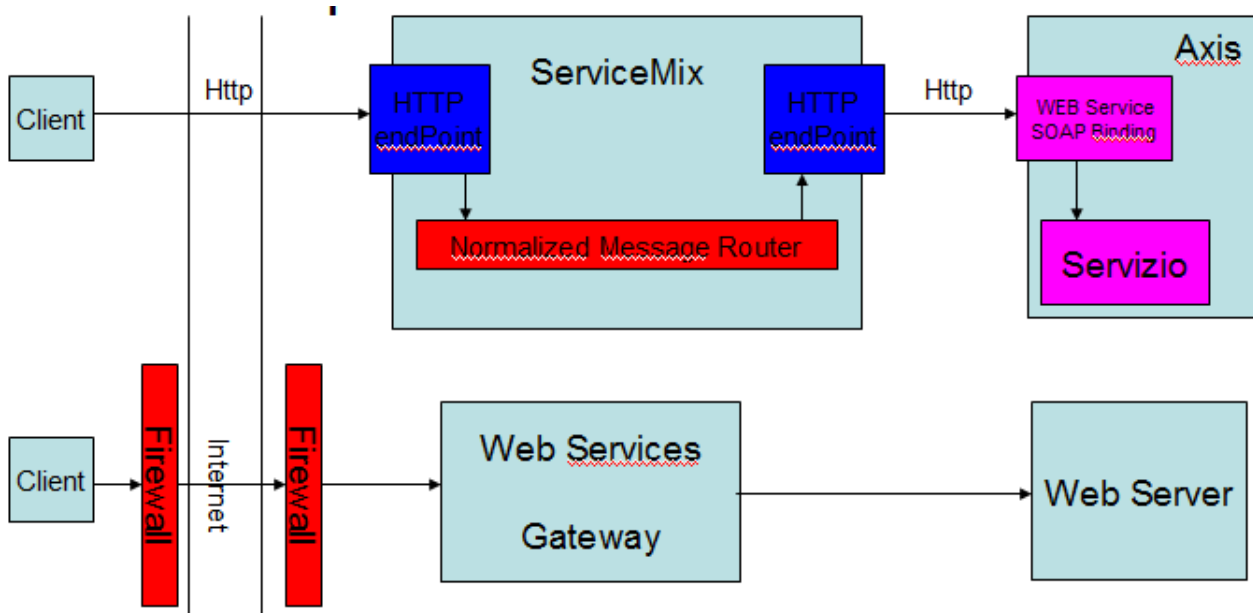 Client
Http
HTTP
endPoint
ServiceMix
HTTP
endPoint
Normalized Message Router
Http
Axis
WEB Service
SOAP Binding
Servizio
Client
Firewall
Internet
Firewall
Web Services
Gateway
Web Server